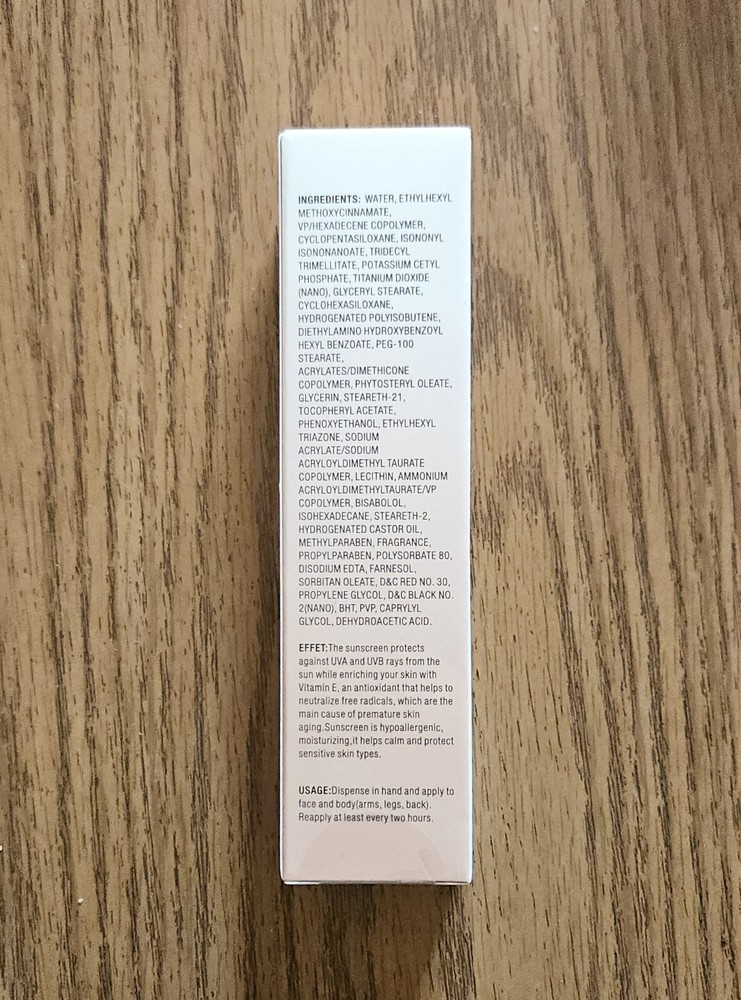 INGREDIENTS: WATER, ETHYLHEXYL
METHOXYCINNAMATE,
VP/HEXADECENE COPOLYMER,
CYCLOPENTASILOXANE, ISONONYL
ISONONANOATE, TRIDECYL
TRIMELLITATE, POTASSIUM CETYL
PHOSPHATE, TITANIUM DIOXIDE
(NANO), GLYCERYL STEARATE,
CYCLOHEXASILOXANE,
HYDROGENATED POLYISOBUTENE,
DIETHYLAMINO HYDROXYBENZOYL
HEXYL BENZOATE, PEG-100
STEARATE,
ACRYLATES/DIMETHICONE
COPOLYMER, PHYTOSTERYL OLEATE,
GLYCERIN, STEARETH-21,
TOCOPHERYL ACETATE,
PHENOXYETHANOL, ETHYLHEXYL
TRIAZONE, SODIUM
ACRYLATE/SODIUM
ACRYLOYLDIMETHYL TAURATE
COPOLYMER, LECITHIN, AMMONIUM
ACRYLOYLDIMETHYLTAURATE/VP
COPOLYMER, BISABOLOL,
ISOHEXADECANE, STEARETH-2,
HYDROGENATED CASTOR OIL,
METHYLPARABEN, FRAGRANCE,
PROPYLPARABEN, POLYSORBATE 80,
DISODIUM EDTA, FARNESOL,
SORBITAN OLEATE, D&C RED NO. 30,
PROPYLENE GLYCOL, D&C BLACK NO.
2(NANO), BHT, PVP, CAPRYLYL
GLYCOL, DEHYDROACETIC ACID.
EFFET:The sunscreen protects
against UVA and UVB rays from the
sun while enriching your skin with
Vitamin E, an antioxidant that helps to
neutralize free radicals, which are the
main cause of premature skin
aging.Sunscreen is hypoallergenic,
moisturizing,it helps calm and protect
sensitive skin types.
USAGE:Dispense in hand and apply to
face and body(arms, legs, back).
Reapply at least every two hours.